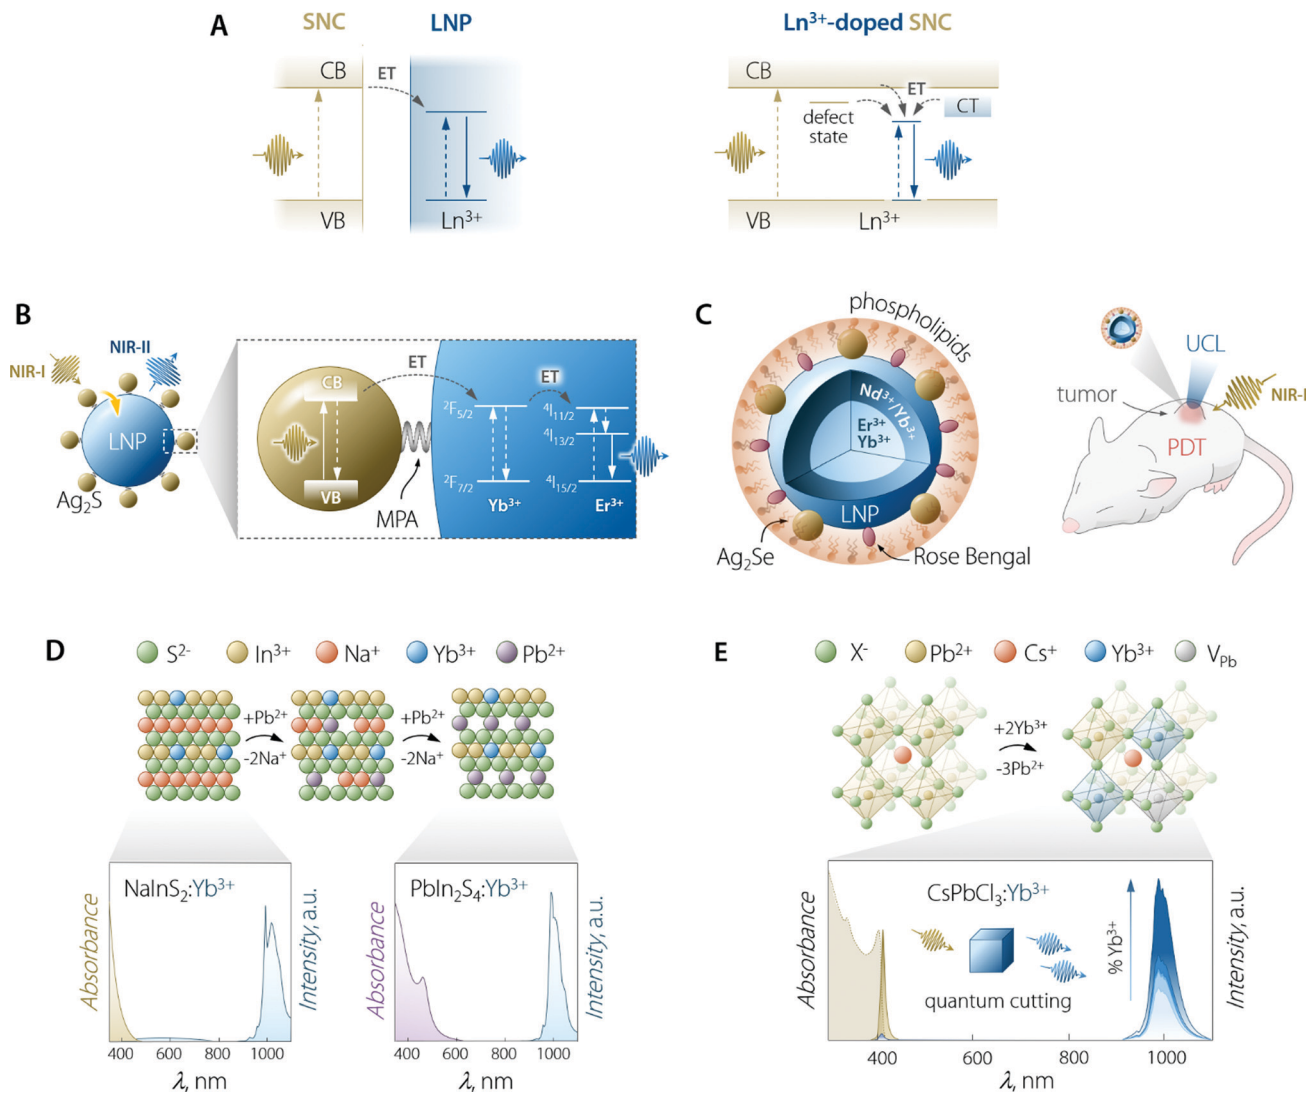 A
SNC
LNP
CB
ET
VB
Ln³⁺
Ln³⁺-doped SNC
CB
ET
defect
state
CT
VB
Ln³⁺
B
NIR-I
NIR-II
LNP
Ag₂S
CB
VB
ET
MPA
²F₅/₂
²F₇/₂
Yb³⁺
ET
⁴I₁₁/₂
⁴I₁₃/₂
⁴I₁₅/₂
Er³⁺
C
phospholipids
Nd³⁺/Yb³⁺
Er³⁺
Yb³⁺
LNP
Ag₂Se
Rose Bengal
UCL
tumor
NIR-I
PDT
D
S²⁻
In³⁺
Na⁺
Yb³⁺
Pb²⁺
+Pb²⁺
-2Na⁺
+Pb²⁺
-2Na⁺
NaInS₂:Yb³⁺
Absorbance
Intensity, a.u.
400 600 800 1000
λ, nm
PbIn₂S₄:Yb³⁺
Absorbance
Intensity, a.u.
400 600 800 1000
λ, nm
E
X⁻
Pb²⁺
Cs⁺
Yb³⁺
V_Pb
+2Yb³⁺
-3Pb²⁺
CsPbCl₃:Yb³⁺
quantum cutting
% Yb³⁺
Absorbance
Intensity, a.u.
400 600 800 1000
λ, nm